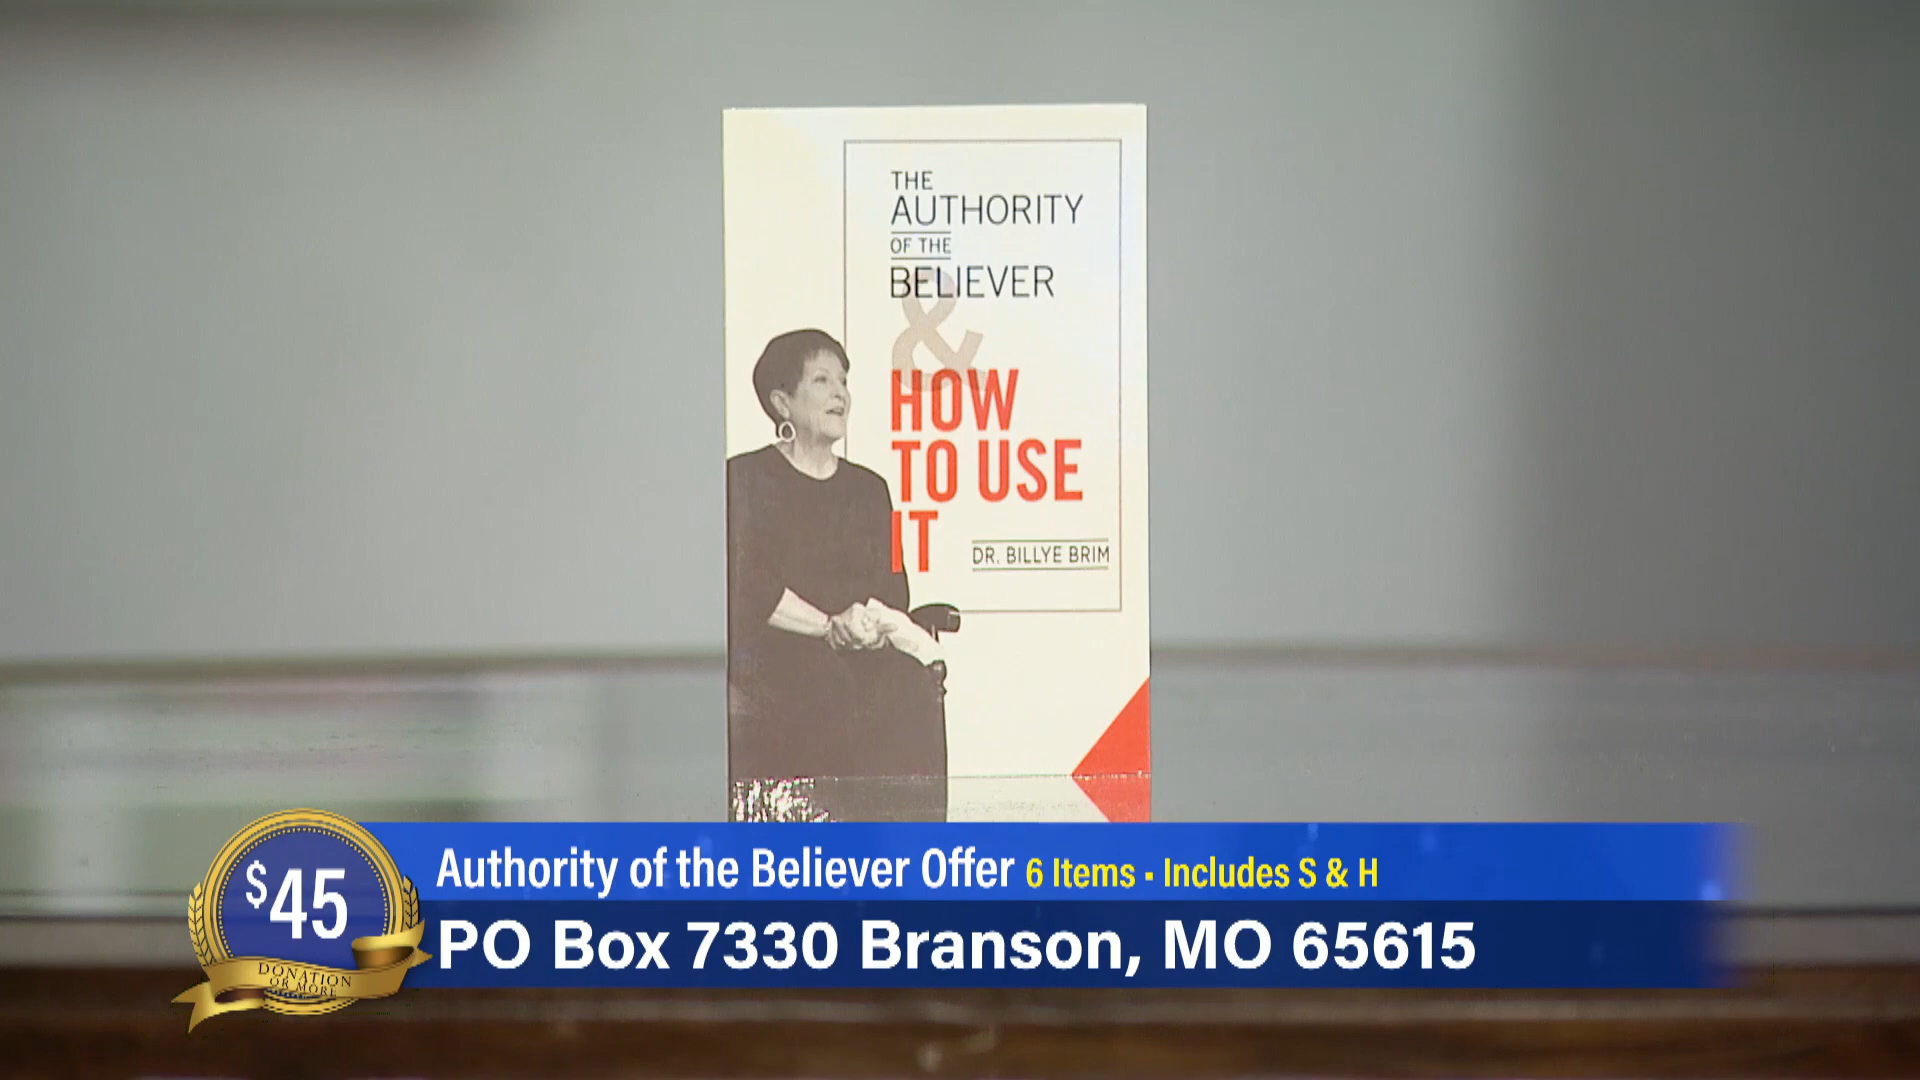 THE
AUTHORITY
OF THE
BELIEVER
&
HOW
TO USE
IT
DR. BILLYE BRIM
$45
DONATION
OR MORE
Authority of the Believer Offer 6 Items - Includes S & H
PO Box 7330 Branson, MO 65615